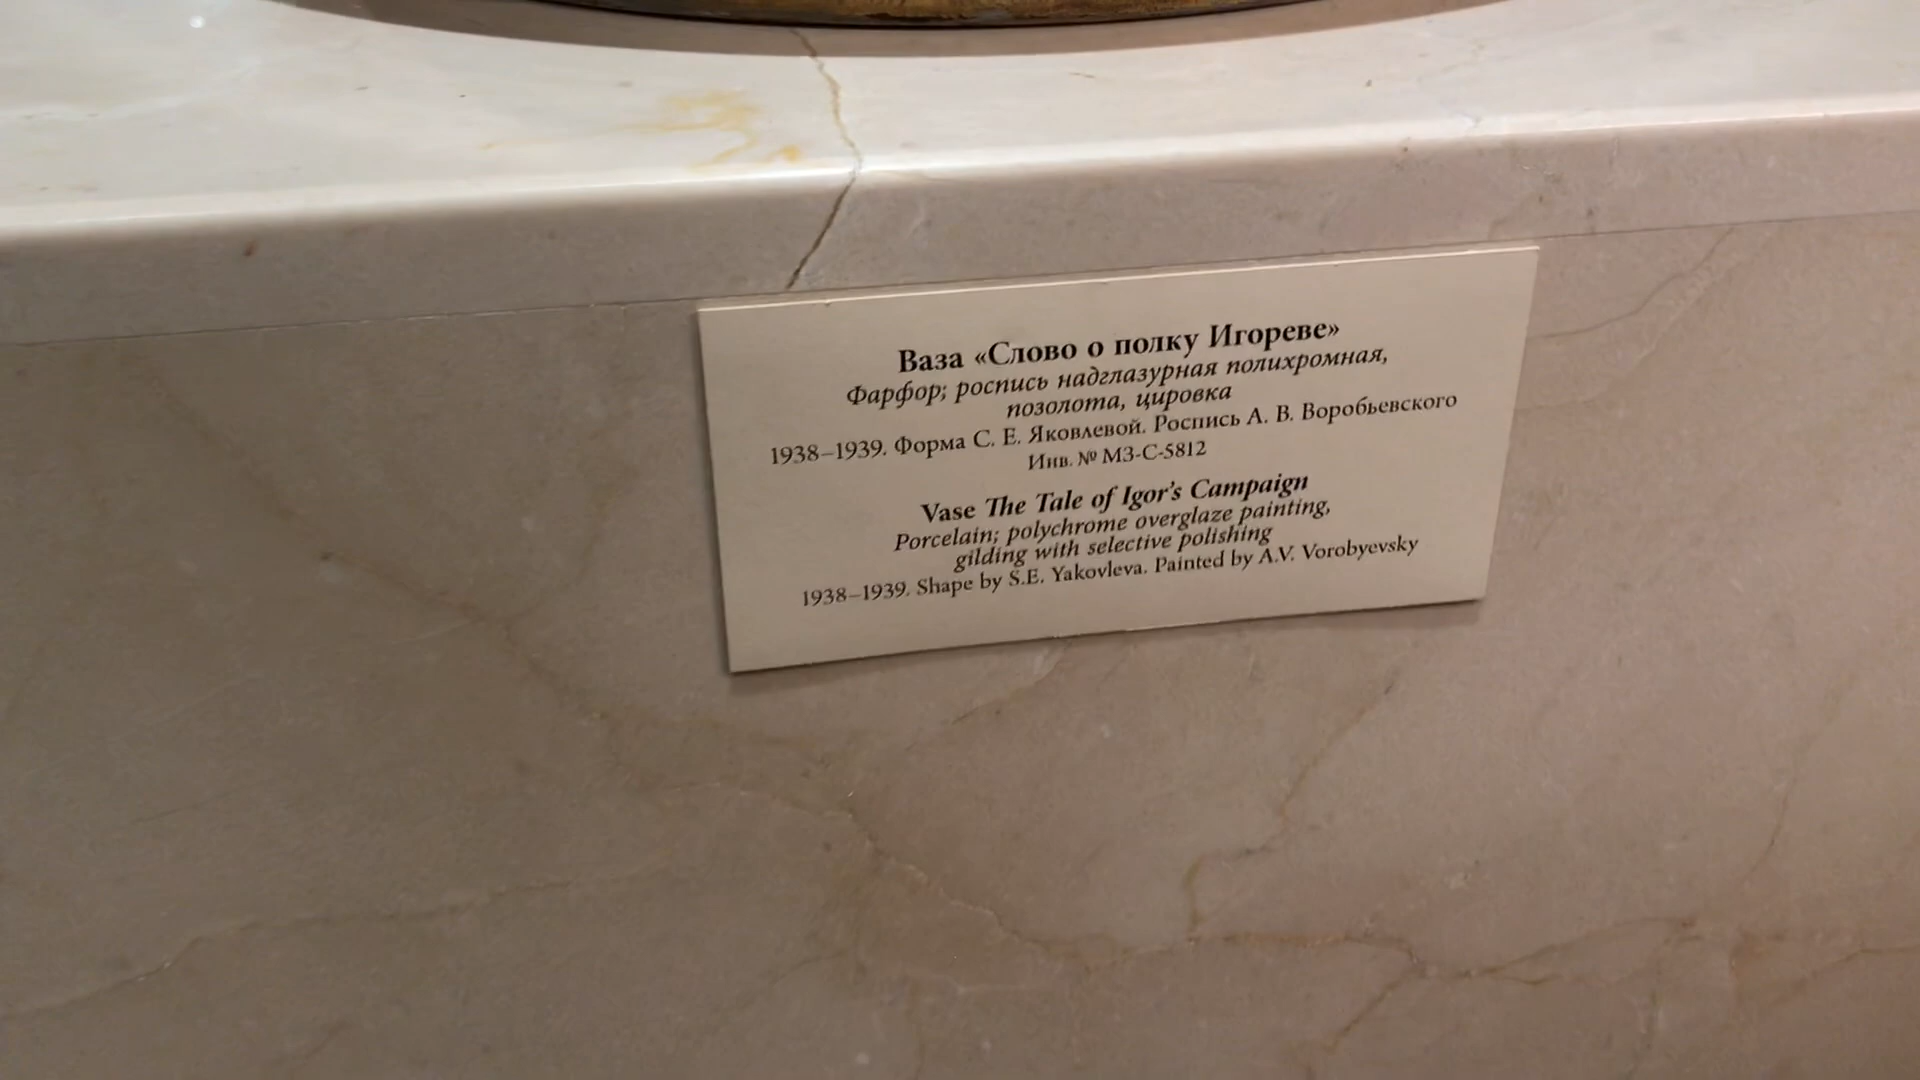 Ваза «Слово о полку Игореве»
Фарфор; роспись надглазурная полихромная,
позолота, цировка
1938–1939. Форма С. Е. Яковлевой. Роспись А. В. Воробьевского
Инв. № МЗ-С-5812
Vase The Tale of Igor's Campaign
Porcelain; polychrome overglaze painting,
gilding with selective polishing
1938–1939. Shape by S.E. Yakovleva. Painted by A.V. Vorobyevsky